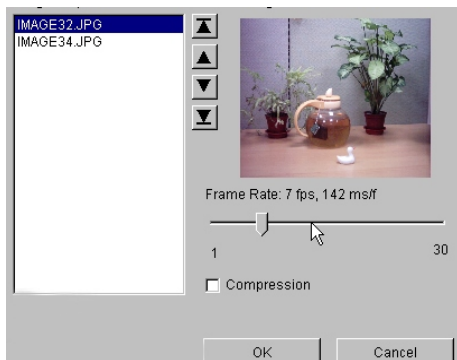 IMAGE32.JPG
IMAGE34.JPG
Frame Rate: 7 fps, 142 ms/f
1
30
Compression
OK
Cancel